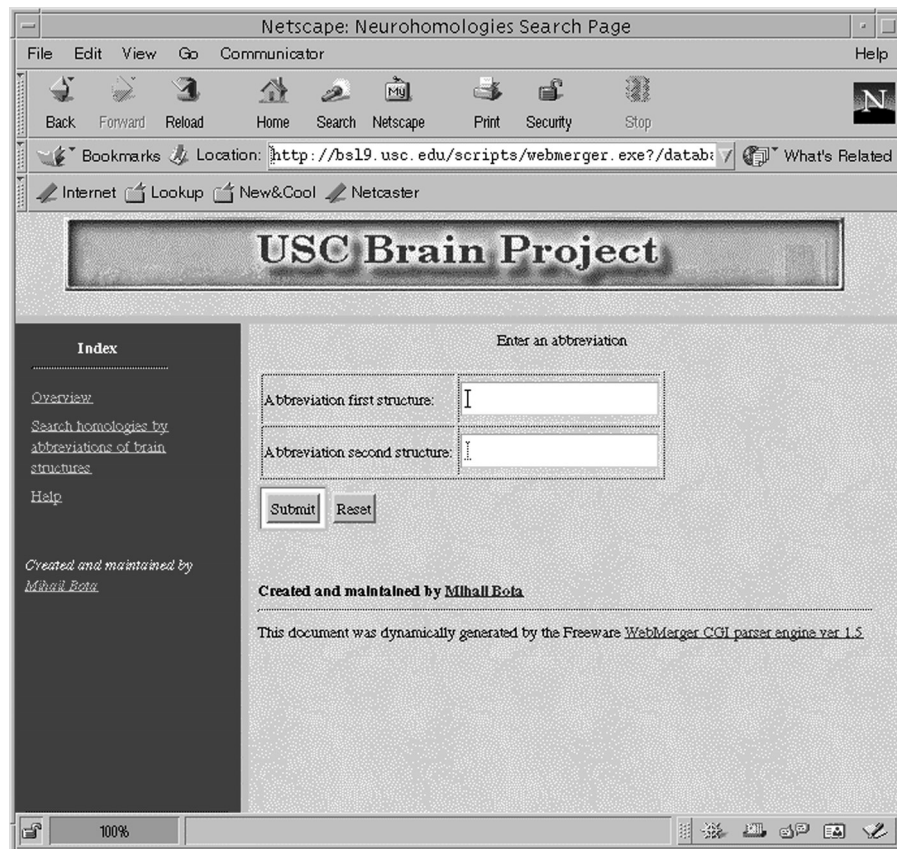 Netscape: Neurohomologies Search Page
File Edit View Go Communicator Help
Back Forward Reload Home Search Netscape Print Security Stop
My
N
Bookmarks Location: http://bsl9.usc.edu/scripts/webmerger.exe?/databa What's Related
Internet Lookup New&Cool Netcaster
USC Brain Project
Index
Overview
Search homologies by
abbreviations of brain
structures
Help
Created and maintained by
Mihail Bota
Enter an abbreviation
Abbreviation first structure:
Abbreviation second structure:
Submit Reset
Created and maintained by Mihail Bota
This document was dynamically generated by the Freeware WebMerger CGI parser engine ver 1.5
100%